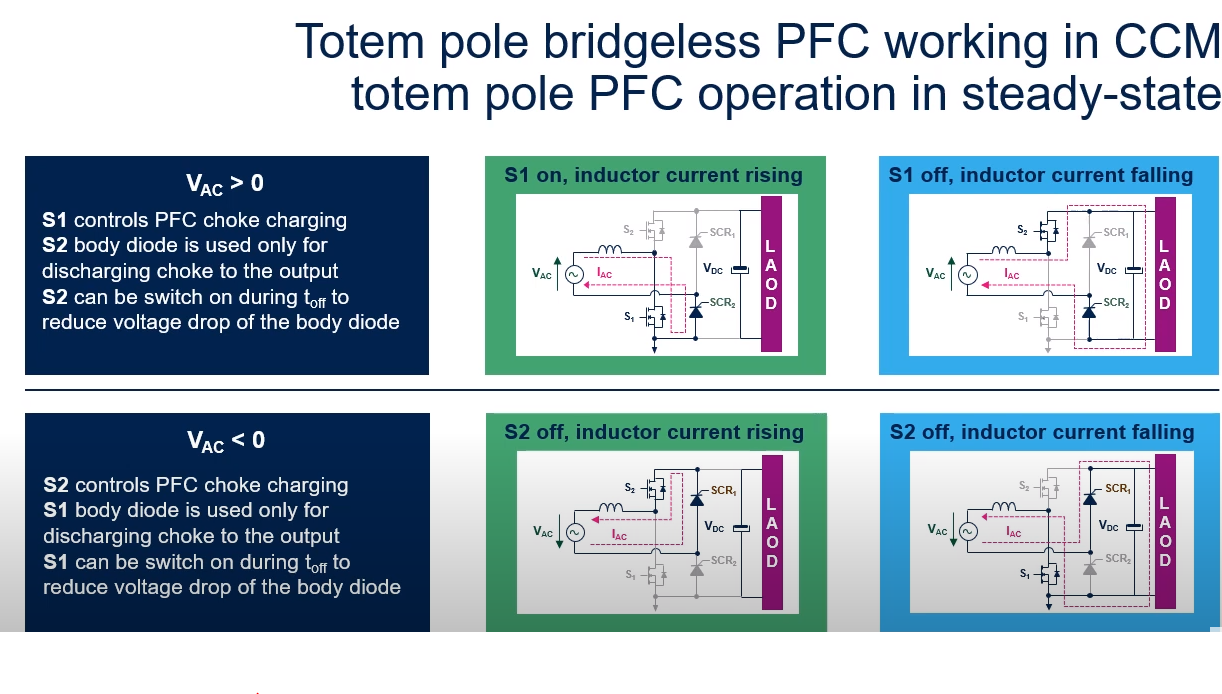 Totem pole bridgeless PFC working in CCM
totem pole PFC operation in steady-state
VAC > 0
S1 controls PFC choke charging
S2 body diode is used only for
discharging choke to the output
S2 can be switch on during toff to
reduce voltage drop of the body diode
S1 on, inductor current rising
S2
SCR1
VAC
IAC
VDC
S1
SCR2
LAOD
S1 off, inductor current falling
S2
SCR1
VAC
IAC
VDC
S1
SCR2
LAOD
VAC < 0
S2 controls PFC choke charging
S1 body diode is used only for
discharging choke to the output
S1 can be switch on during toff to
reduce voltage drop of the body diode
S2 off, inductor current rising
S2
SCR1
VAC
IAC
VDC
S1
SCR2
LAOD
S2 off, inductor current falling
S2
SCR1
VAC
IAC
VDC
S1
SCR2
LAOD